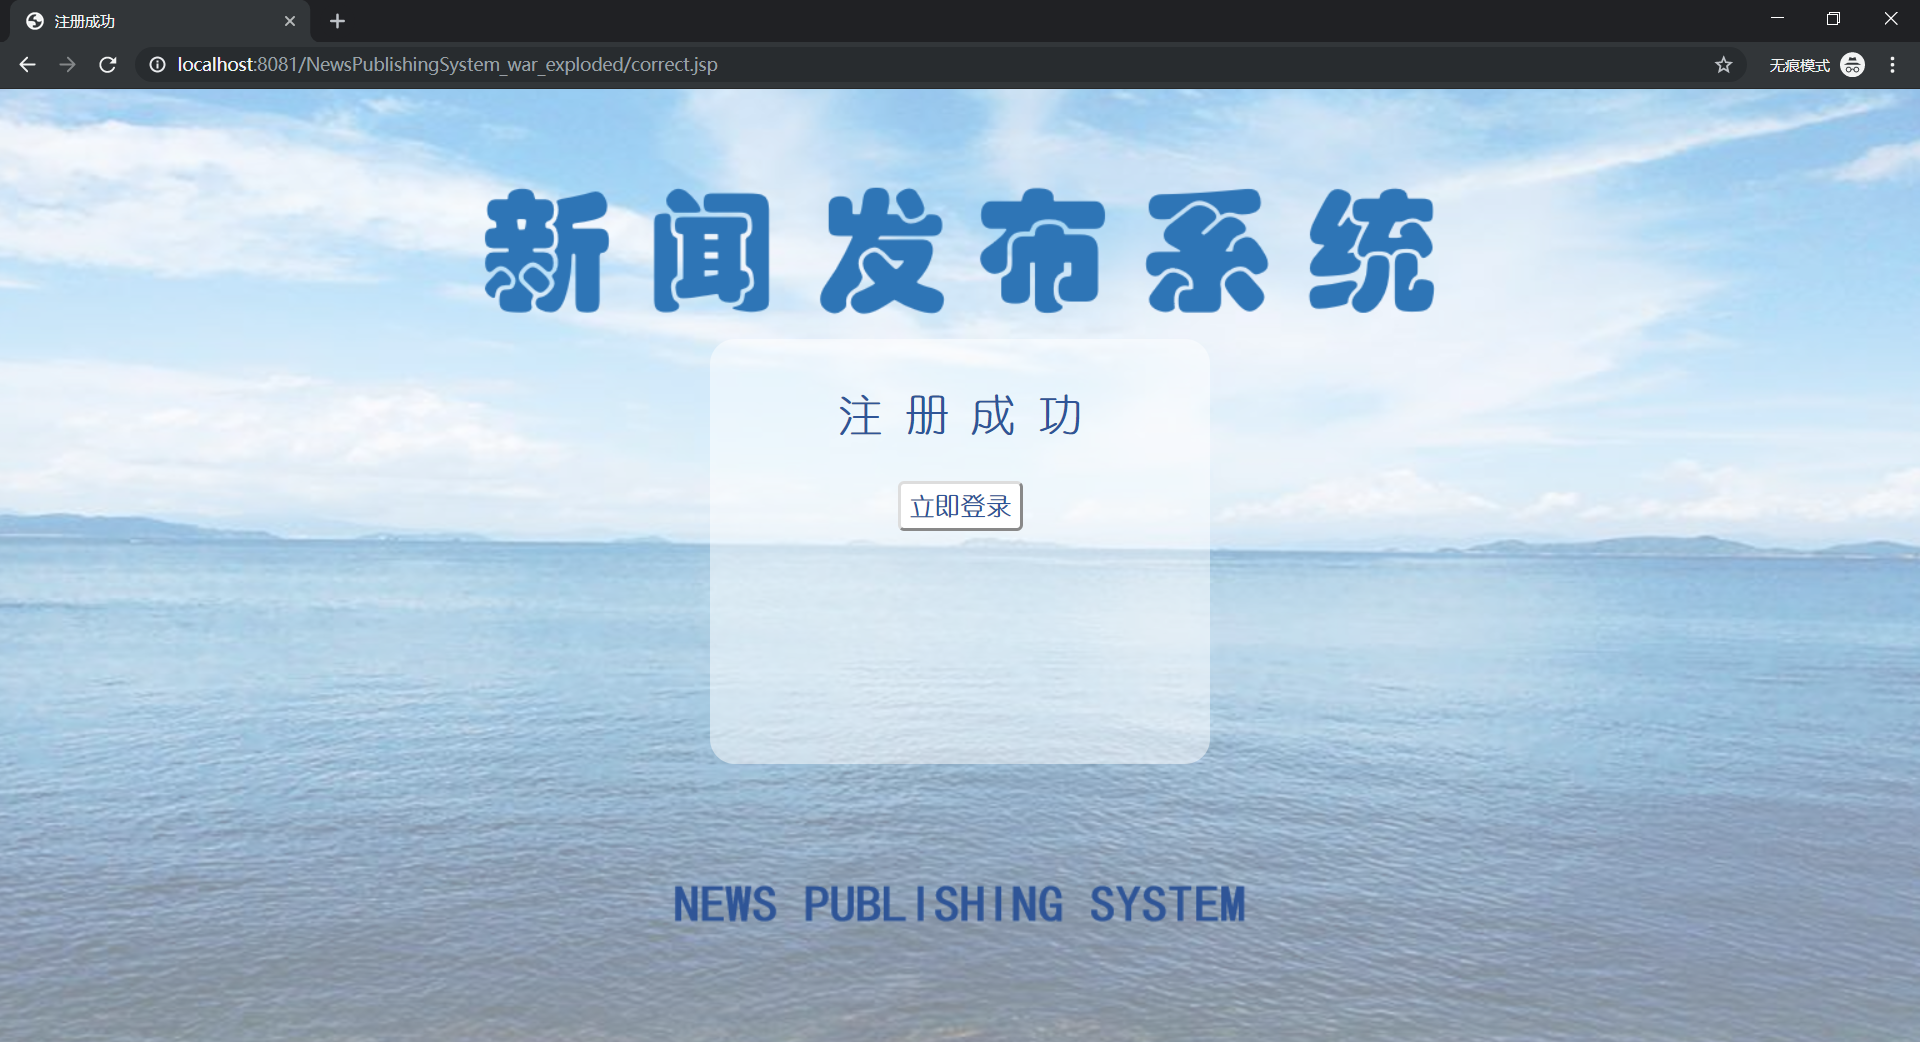 注册成功
localhost:8081/NewsPublishingSystem_war_exploded/correct.jsp
无痕模式
新闻发布系统
注册成功
立即登录
NEWS PUBLISHING SYSTEM